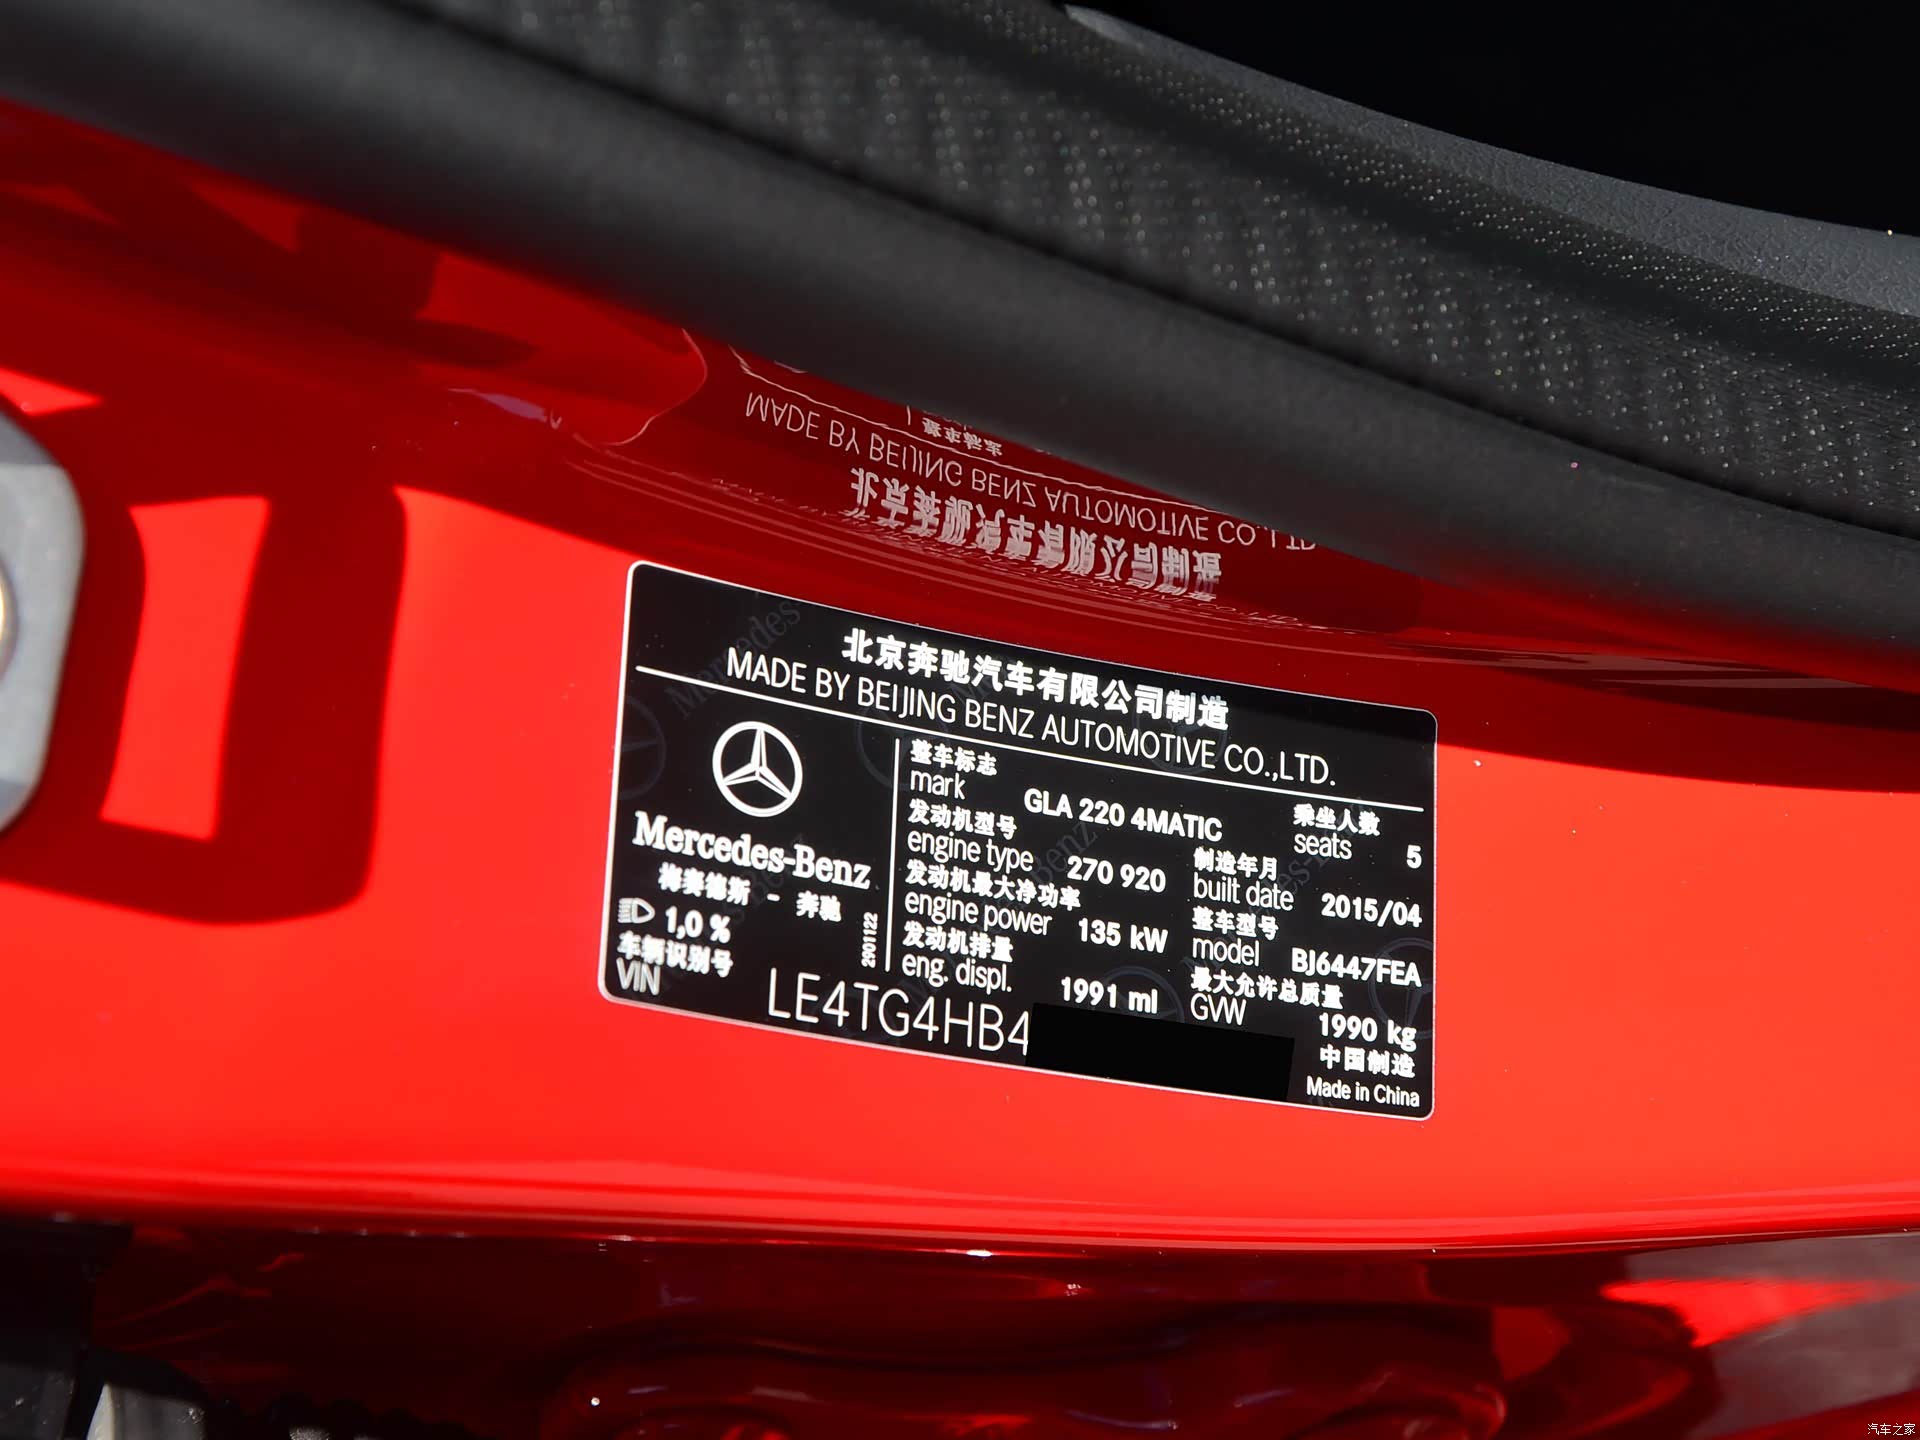 北京奔驰汽车有限公司制造
MADE BY BEIJING BENZ AUTOMOTIVE CO.,LTD.
Mercedes-Benz
梅赛德斯 - 奔驰
1,0 %
2901122
整车标志
mark GLA 220 4MATIC
乘坐人数
seats 5
发动机型号
engine type 270 920
制造年月
built date 2015/04
发动机最大净功率
engine power 135 kW
整车型号
model BJ6447FEA
发动机排量
eng. displ. 1991 ml
最大允许总质量
GVW 1990 kg
车辆识别号
VIN LE4TG4HB4
中国制造
Made in China
汽车之家